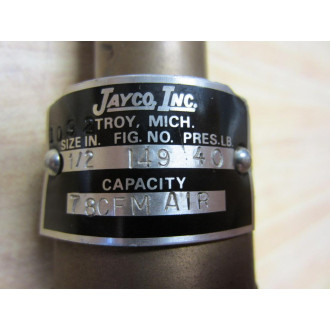 JAYCO, INC.
TROY, MICH.
SIZE IN. FIG. NO. PRES. LB.
1/2 149 40
CAPACITY
78CFM AIR